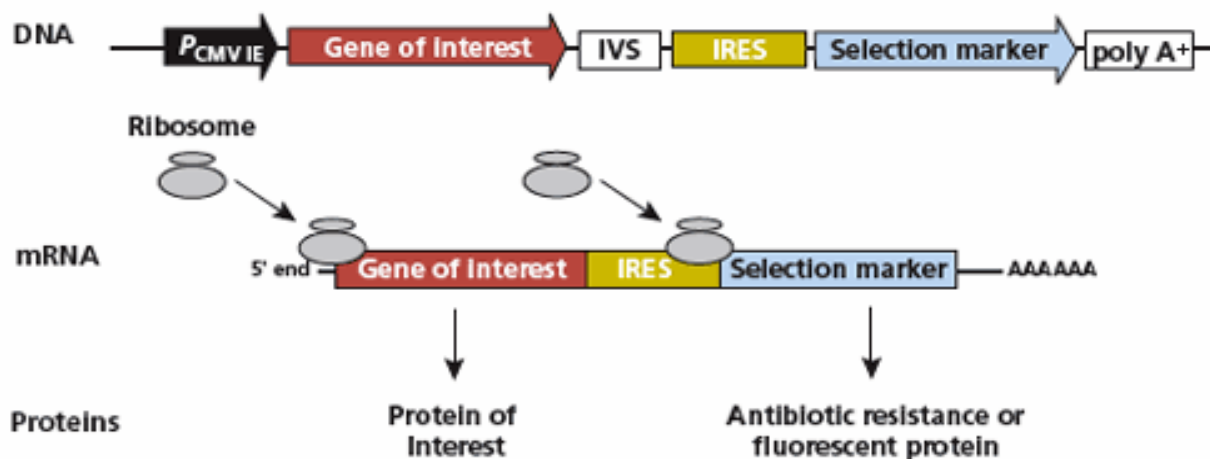 DNA
P CMV IE
Gene of Interest
IVS
IRES
Selection marker
poly A+
Ribosome
mRNA
5' end
Gene of Interest
IRES
Selection marker
AAAAAA
Proteins
Protein of
Interest
Antibiotic resistance or
fluorescent protein